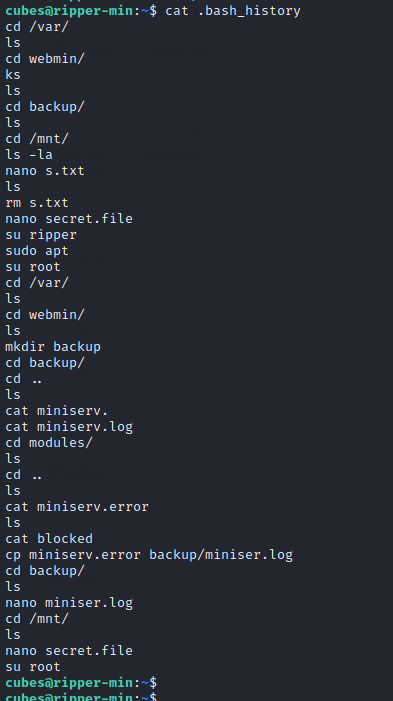 cubes@ripper-min:~$ cat .bash_history
cd /var/
ls
cd webmin/
ks
ls
cd backup/
ls
cd /mnt/
ls -la
nano s.txt
ls
rm s.txt
nano secret.file
su ripper
sudo apt
su root
cd /var/
ls
cd webmin/
ls
mkdir backup
cd backup/
cd ..
ls
cat miniserv.
cat miniserv.log
cd modules/
ls
cd ..
ls
cat miniserv.error
ls
cat blocked
cp miniserv.error backup/miniser.log
cd backup/
ls
nano miniser.log
cd /mnt/
ls
nano secret.file
su root
cubes@ripper-min:~$
cubes@ripper-min:~$